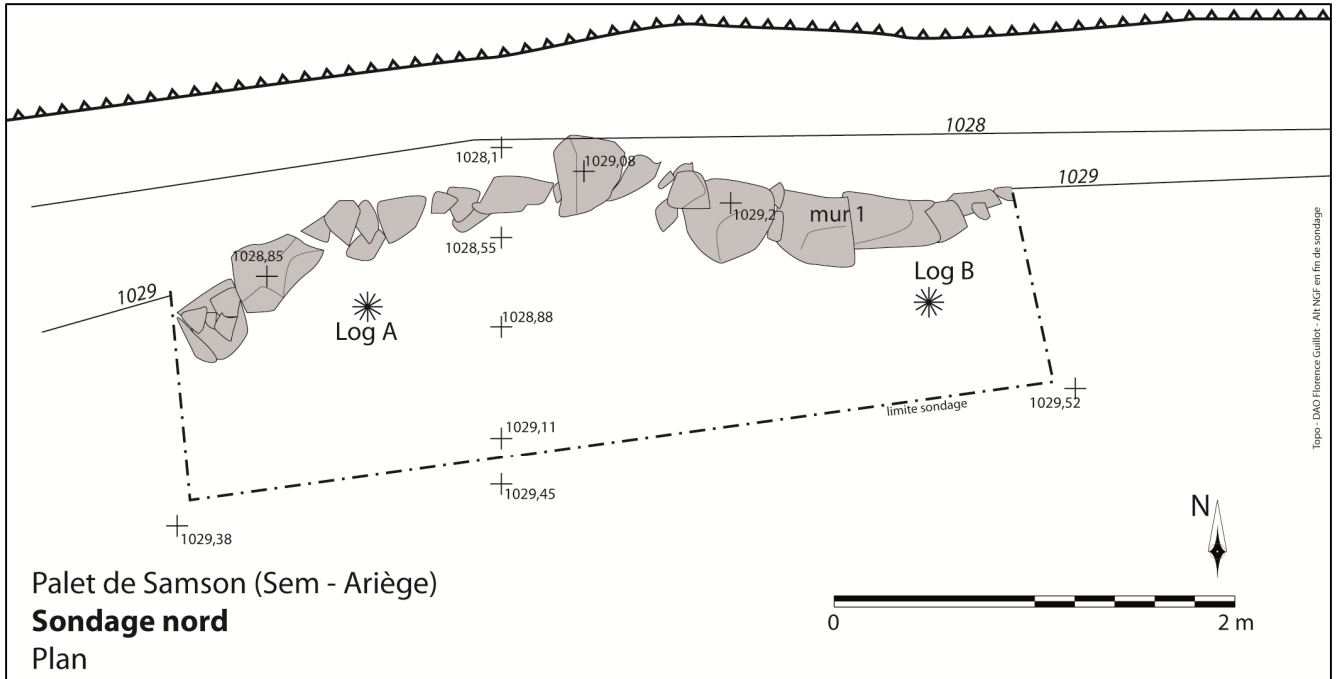 1028
1028,1
1029,08
1029
1029,2
mur 1
1028,55
1028,85
Log B
1029
Log A
1028,88
1029,52
limite sondage
1029,11
1029,45
1029,38
N
Palet de Samson (Sem - Ariège)
Sondage nord
Plan
0
2 m
Topo - DAO Florence Guillot - Alt NGF en fin de sondage